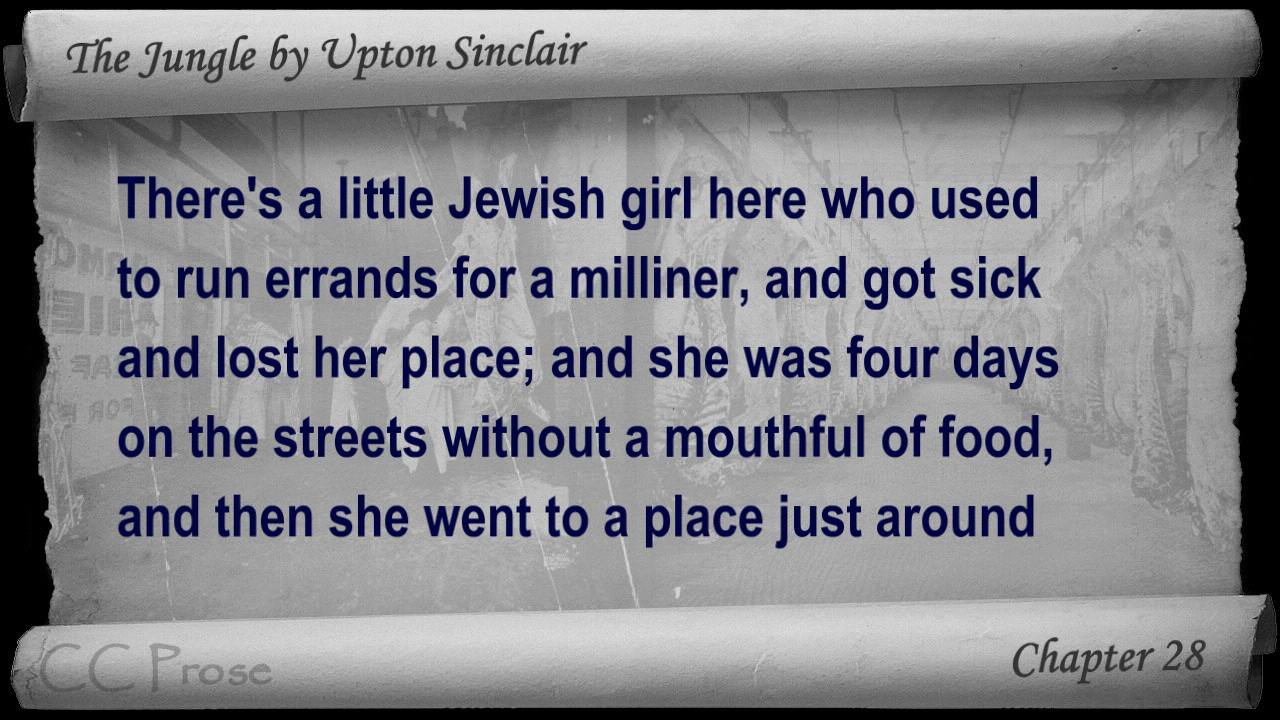 The Jungle by Upton Sinclair
There's a little Jewish girl here who used
to run errands for a milliner, and got sick
and lost her place; and she was four days
on the streets without a mouthful of food,
and then she went to a place just around
CC Prose
Chapter 28